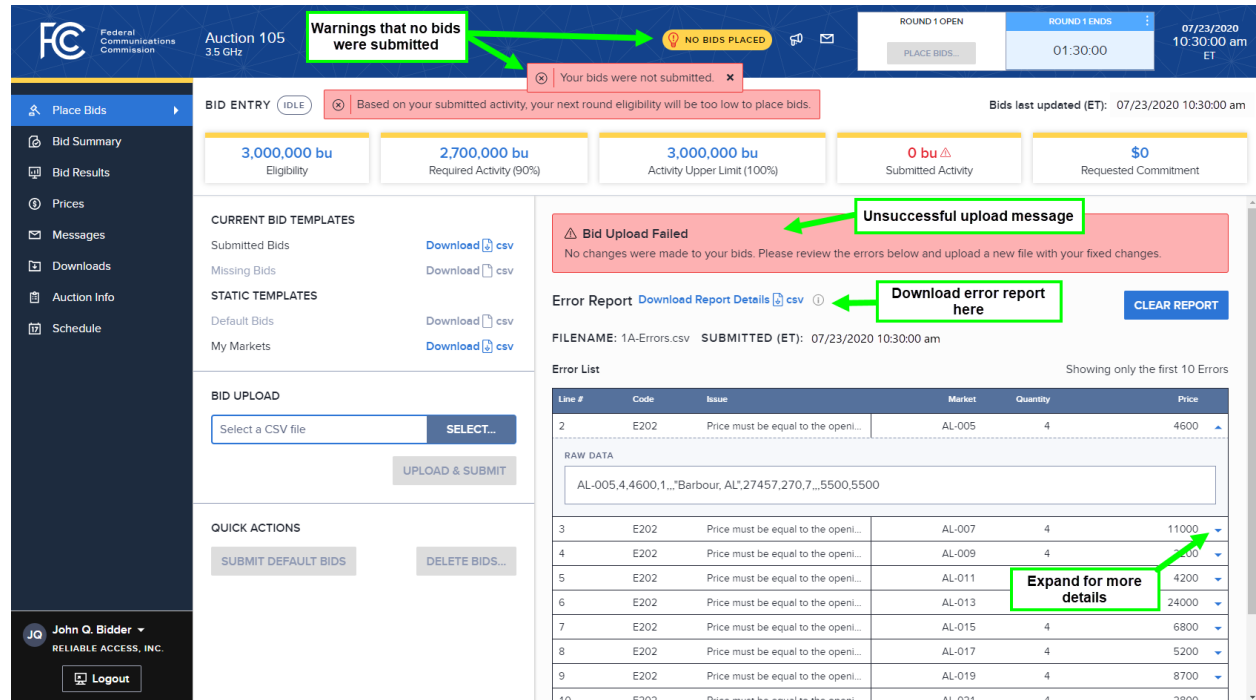 Federal
Communications
Commission
Auction 105
3.5 GHz
Warnings that no bids
were submitted
NO BIDS PLACED
ROUND 1 OPEN
PLACE BIDS...
ROUND 1 ENDS
01:30:00
07/23/2020
10:30:00 am
ET
Your bids were not submitted.
Place Bids
Bid Summary
Bid Results
Prices
Messages
Downloads
Auction Info
Schedule
JQ
John Q. Bidder
RELIABLE ACCESS, INC.
Logout
BID ENTRY IDLE
Based on your submitted activity, your next round eligibility will be too low to place bids.
Bids last updated (ET): 07/23/2020 10:30:00 am
3,000,000 bu
Eligibility
2,700,000 bu
Required Activity (90%)
3,000,000 bu
Activity Upper Limit (100%)
0 bu
Submitted Activity
$0
Requested Commitment
CURRENT BID TEMPLATES
Submitted Bids Download csv
Missing Bids Download csv
STATIC TEMPLATES
Default Bids Download csv
My Markets Download csv
BID UPLOAD
Select a CSV file SELECT...
UPLOAD & SUBMIT
QUICK ACTIONS
SUBMIT DEFAULT BIDS DELETE BIDS...
Unsuccessful upload message
Bid Upload Failed
No changes were made to your bids. Please review the errors below and upload a new file with your fixed changes.
Error Report Download Report Details csv
Download error report
here
CLEAR REPORT
FILENAME: 1A-Errors.csv SUBMITTED (ET): 07/23/2020 10:30:00 am
Error List Showing only the first 10 Errors
Line # Code Issue Market Quantity Price
2 E202 Price must be equal to the openi... AL-005 4 4600
RAW DATA
AL-005,4,4600,1,,,"Barbour, AL",27457,270,7,,,5500,5500
3 E202 Price must be equal to the openi... AL-007 4 11000
4 E202 Price must be equal to the openi... AL-009 4
5 E202 Price must be equal to the openi... AL-011 4200
Expand for more
details
6 E202 Price must be equal to the openi... AL-013 24000
7 E202 Price must be equal to the openi... AL-015 4 6800
8 E202 Price must be equal to the openi... AL-017 4 5200
9 E202 Price must be equal to the openi... AL-019 4 8700